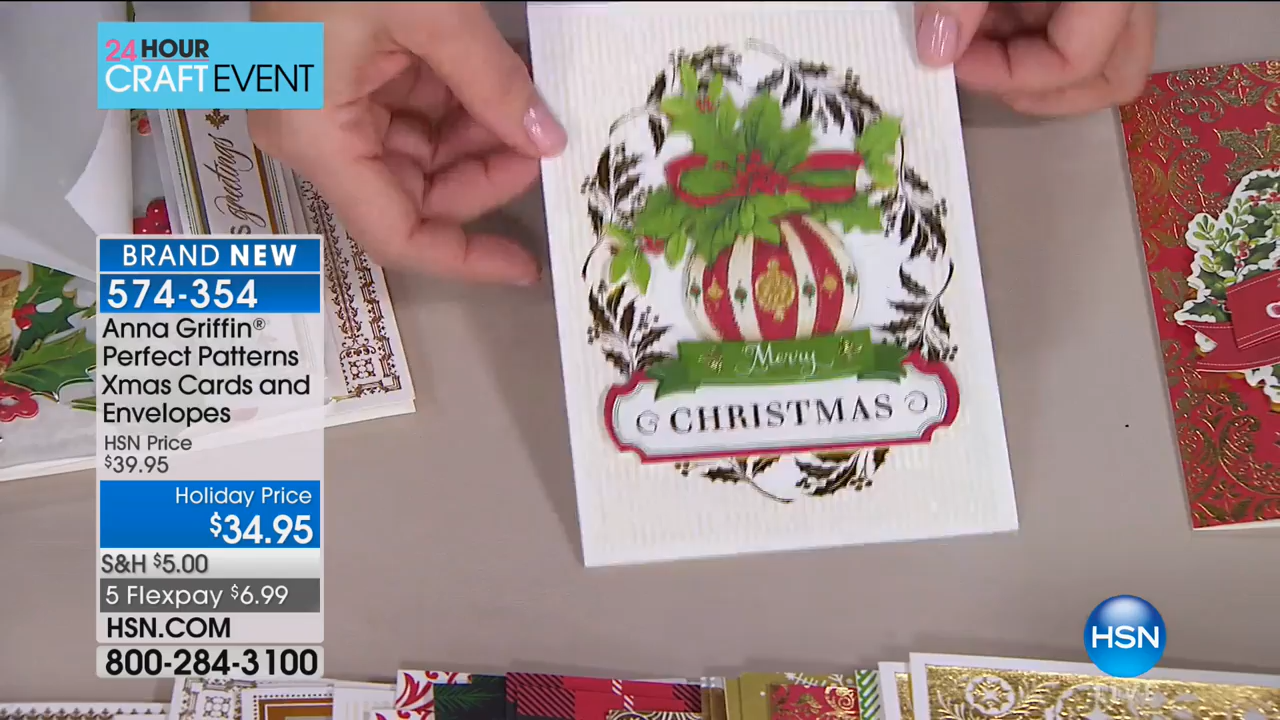 24 HOUR
CRAFT EVENT
BRAND NEW
574-354
Anna Griffin®
Perfect Patterns
Xmas Cards and
Envelopes
HSN Price
$39.95
Holiday Price
$34.95
S&H $5.00
5 Flexpay $6.99
HSN.COM
800-284-3100
greetings
Merry
CHRISTMAS
HSN
LIVE